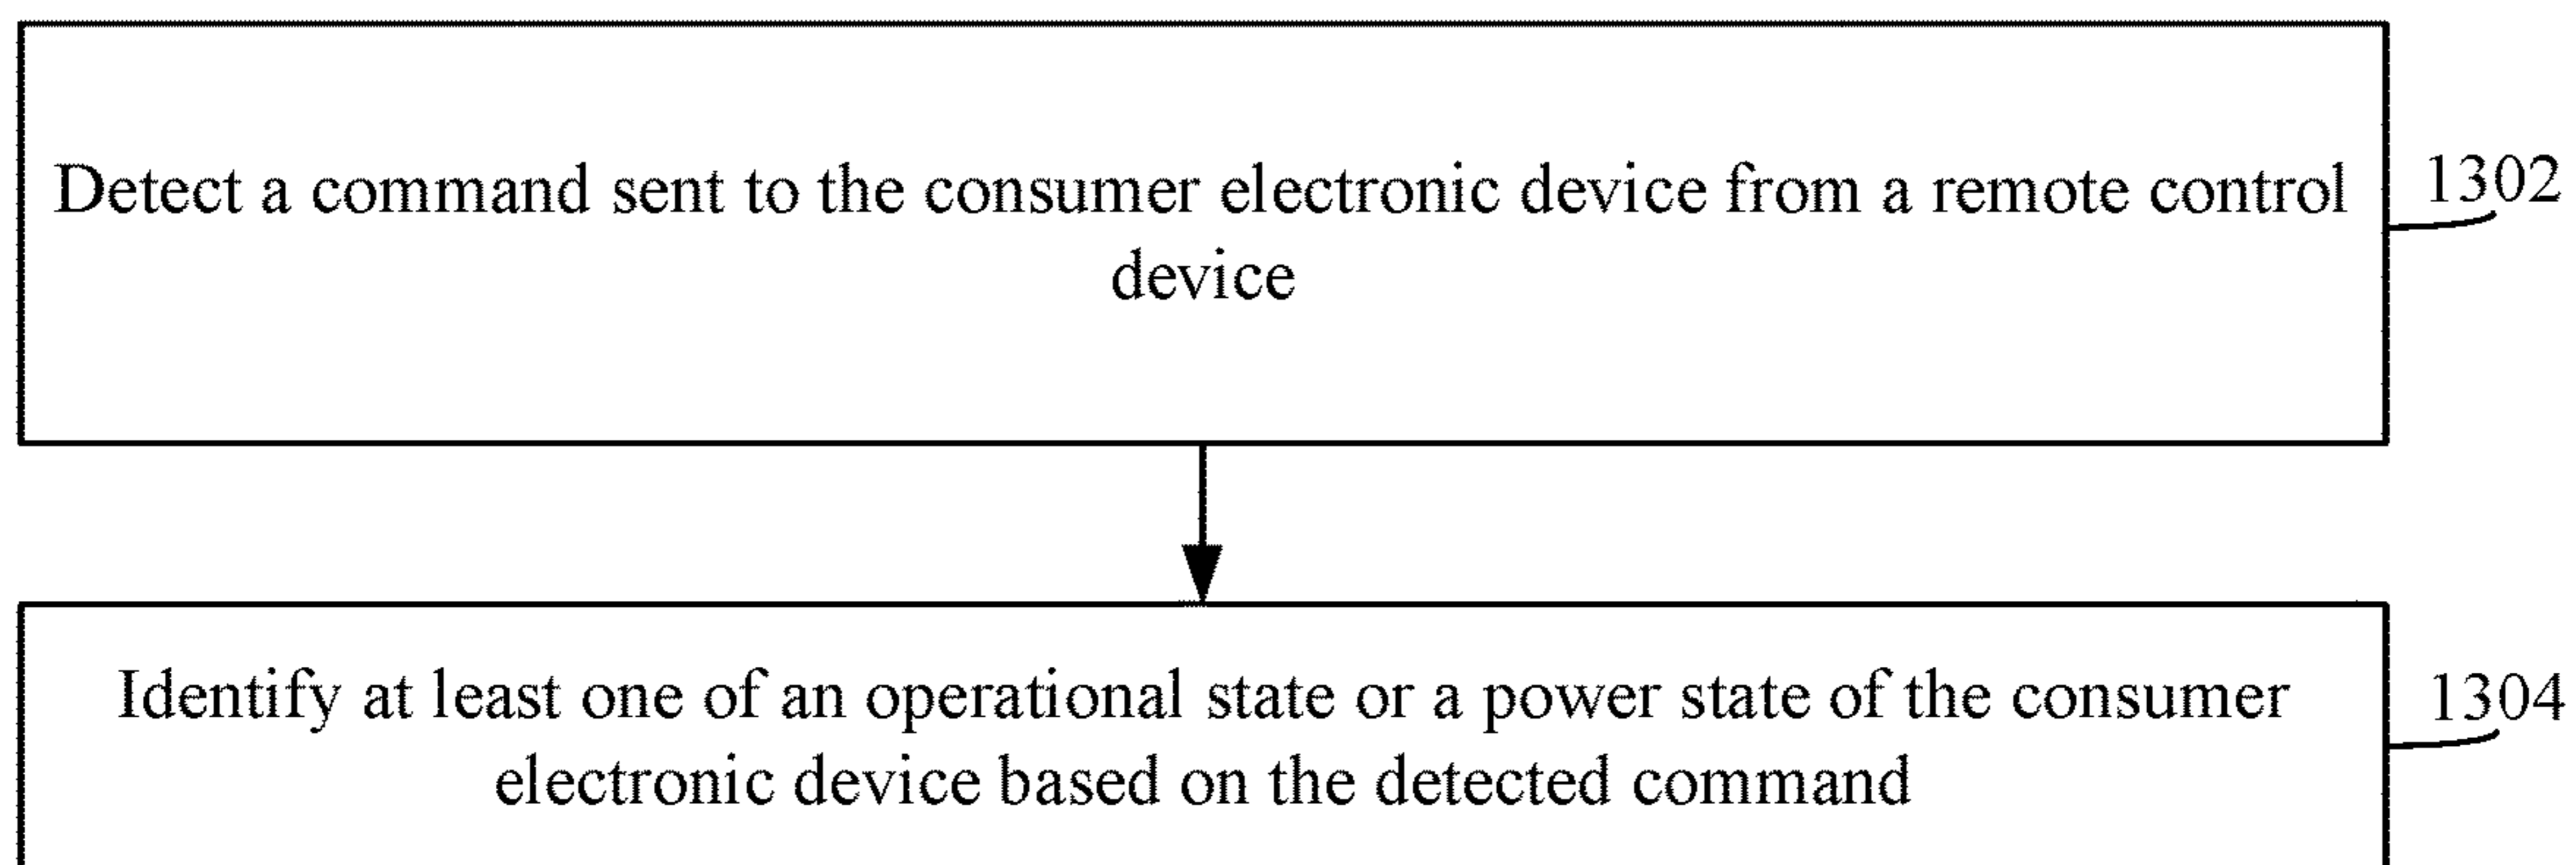 Detect a command sent to the consumer electronic device from a remote control
device
1302
Identify at least one of an operational state or a power state of the consumer
electronic device based on the detected command
1304